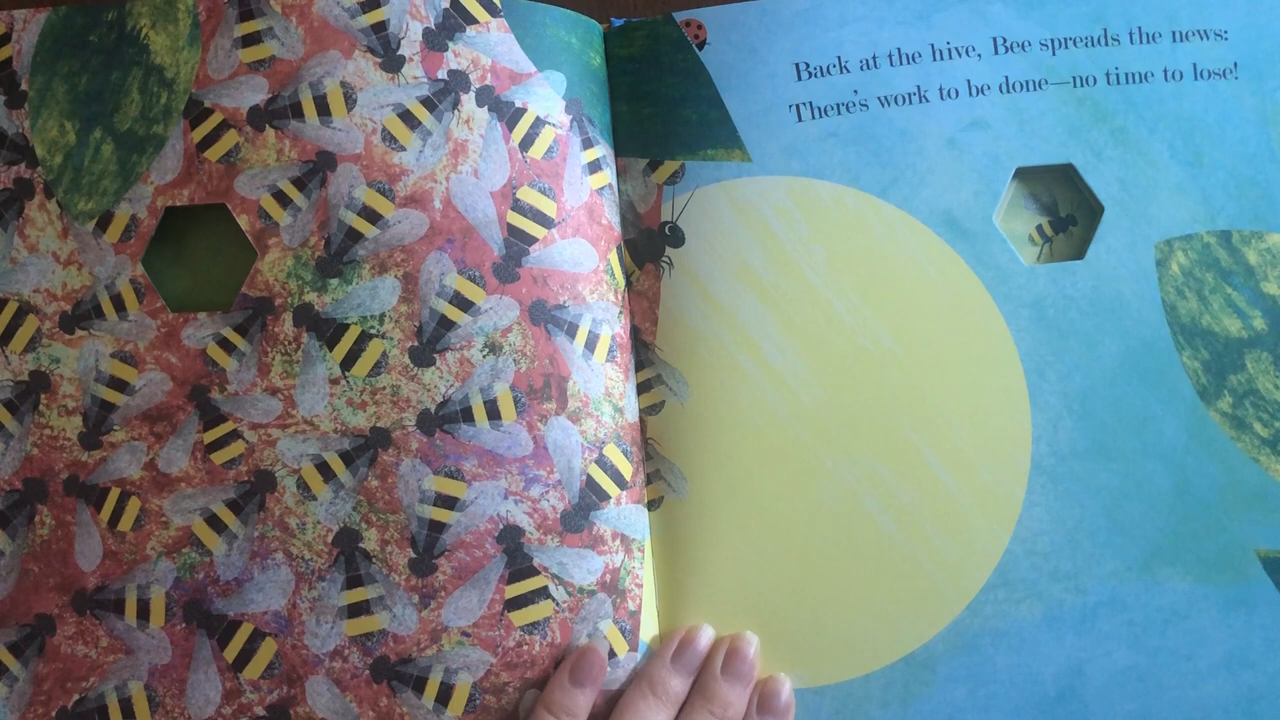 Back at the hive, Bee spreads the news:
There's work to be done—no time to lose!